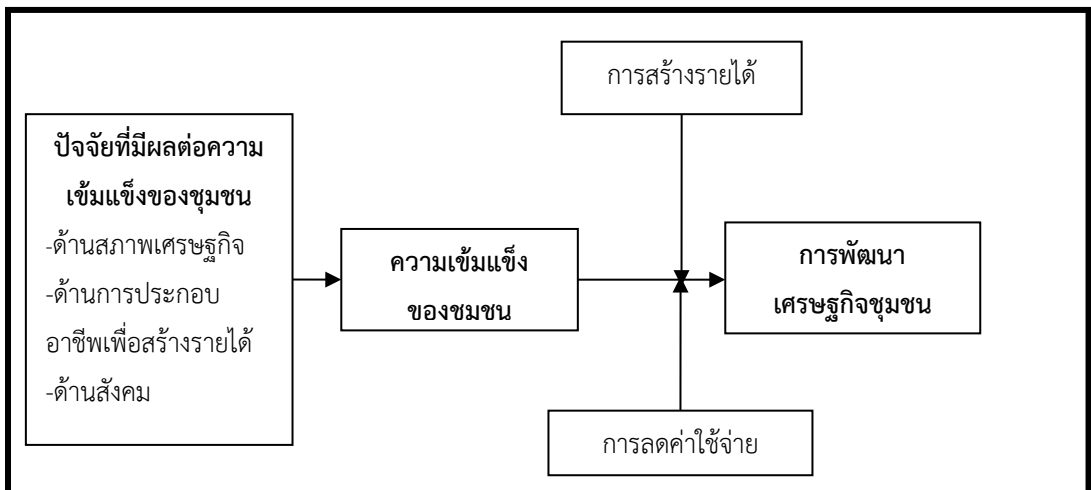 การสร้างรายได้
ปัจจัยที่มีผลต่อความ
เข้มแข็งของชุมชน
-ด้านสภาพเศรษฐกิจ
-ด้านการประกอบ
อาชีพเพื่อสร้างรายได้
-ด้านสังคม
ความเข้มแข็ง
ของชุมชน
การพัฒนา
เศรษฐกิจชุมชน
การลดค่าใช้จ่าย